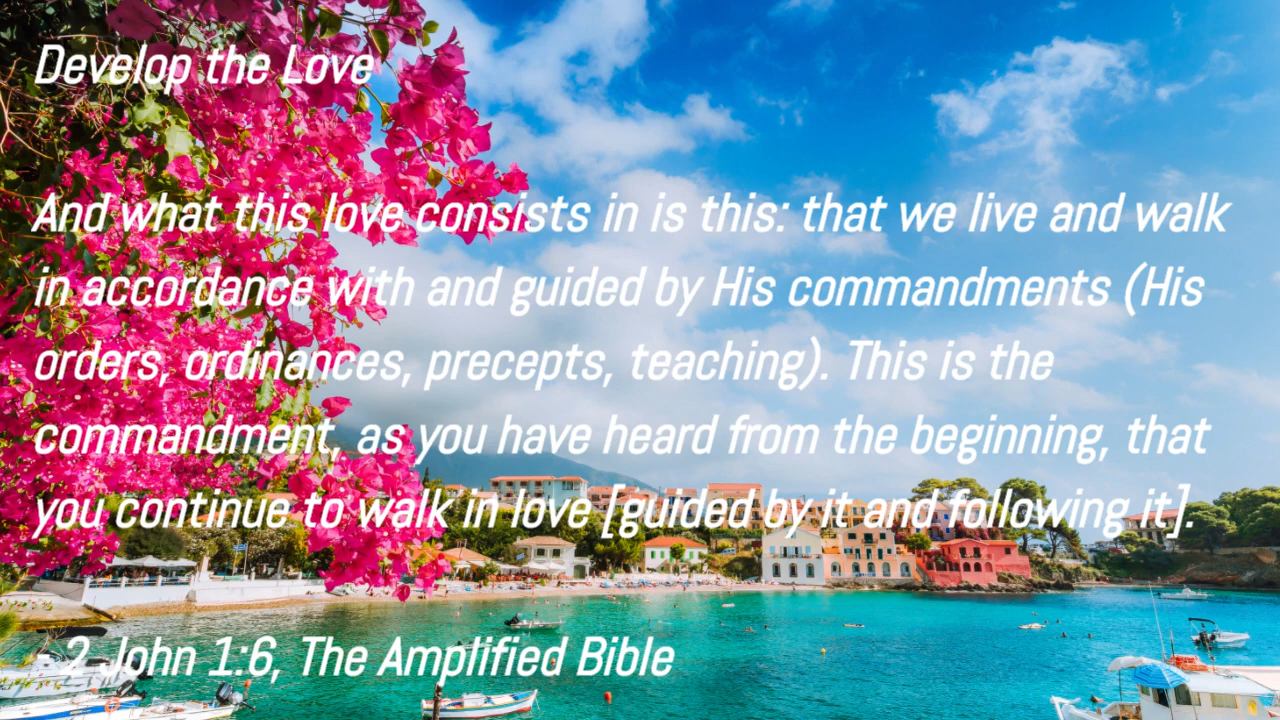 Develop the Love
And what this love consists in is this: that we live and walk
in accordance with and guided by His commandments (His
orders, ordinances, precepts, teaching). This is the
commandment, as you have heard from the beginning, that
you continue to walk in love [guided by it and following it].
2 John 1:6, The Amplified Bible